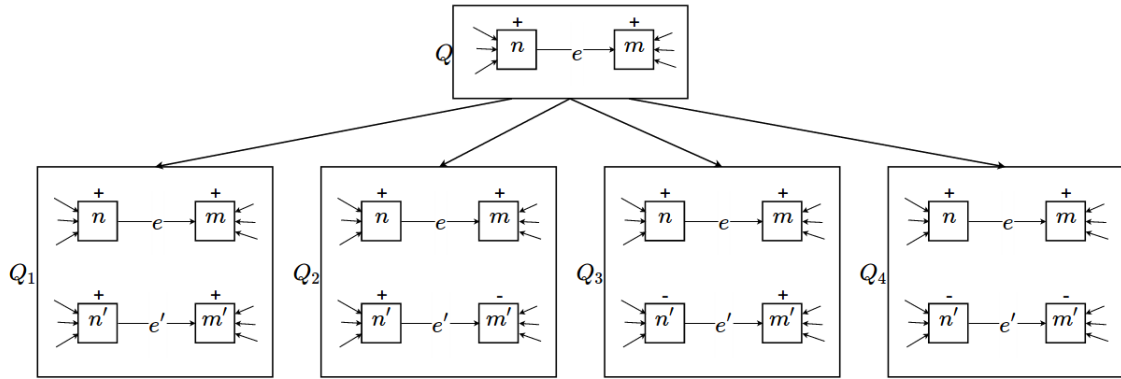 + +
Q n e m
+ + + + + + + +
n e m n e m n e m n e m
Q₁ Q₂ Q₃ Q₄
+ + + - - + - -
n′ e′ m′ n′ e′ m′ n′ e′ m′ n′ e′ m′